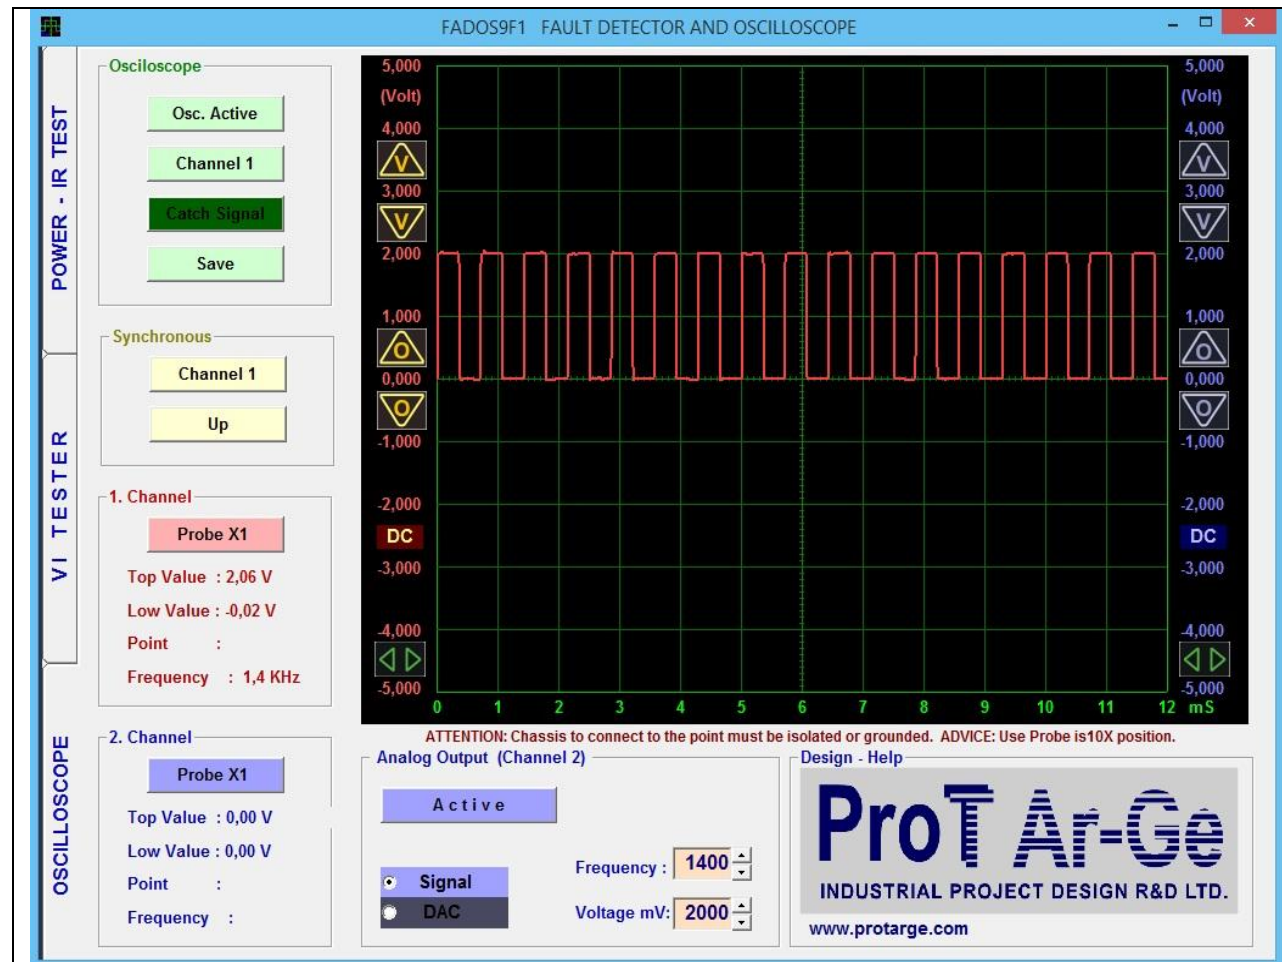 FADOS9F1 FAULT DETECTOR AND OSCILLOSCOPE
POWER - IR TEST
VI TESTER
OSCILLOSCOPE
Osciloscope
Osc. Active
Channel 1
Catch Signal
Save
Synchronous
Channel 1
Up
1. Channel
Probe X1
Top Value : 2,06 V
Low Value : -0,02 V
Point :
Frequency : 1,4 KHz
2. Channel
Probe X1
Top Value : 0,00 V
Low Value : 0,00 V
Point :
Frequency :
5,000
(Volt)
4,000
V
3,000
V
2,000
1,000
O
0,000
O
-1,000
-2,000
DC
-3,000
-4,000
-5,000
5,000
(Volt)
4,000
V
3,000
V
2,000
1,000
O
0,000
O
-1,000
-2,000
DC
-3,000
-4,000
-5,000
0 1 2 3 4 5 6 7 8 9 10 11 12 mS
ATTENTION: Chassis to connect to the point must be isolated or grounded. ADVICE: Use Probe is10X position.
Analog Output (Channel 2)
Active
Signal
DAC
Frequency : 1400
Voltage mV: 2000
Design - Help
ProT Ar-Ge
INDUSTRIAL PROJECT DESIGN R&D LTD.
www.protarge.com